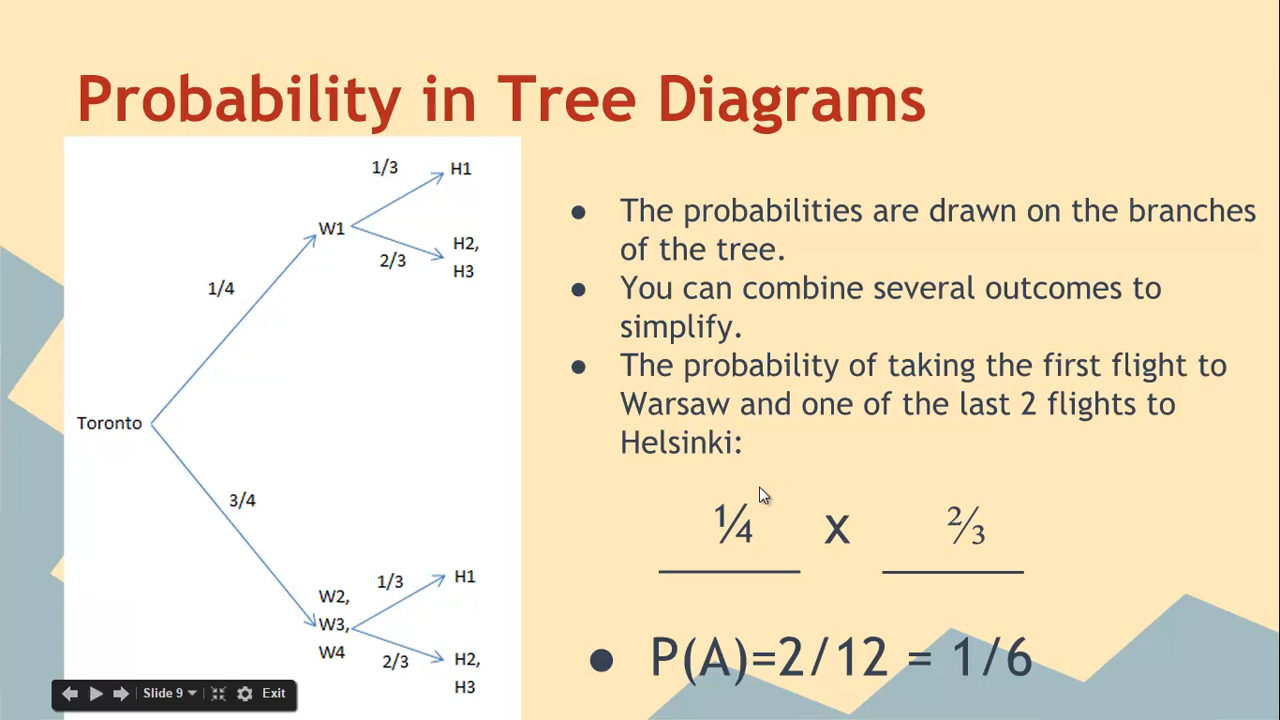 Probability in Tree Diagrams
1/3
H1
W1
H2,
2/3
H3
1/4
Toronto
3/4
1/3
H1
W2,
W3,
W4
2/3
H2,
H3
● The probabilities are drawn on the branches
of the tree.
● You can combine several outcomes to
simplify.
● The probability of taking the first flight to
Warsaw and one of the last 2 flights to
Helsinki:
¼ x ⅔
● P(A)=2/12 = 1/6
Slide 9 Exit